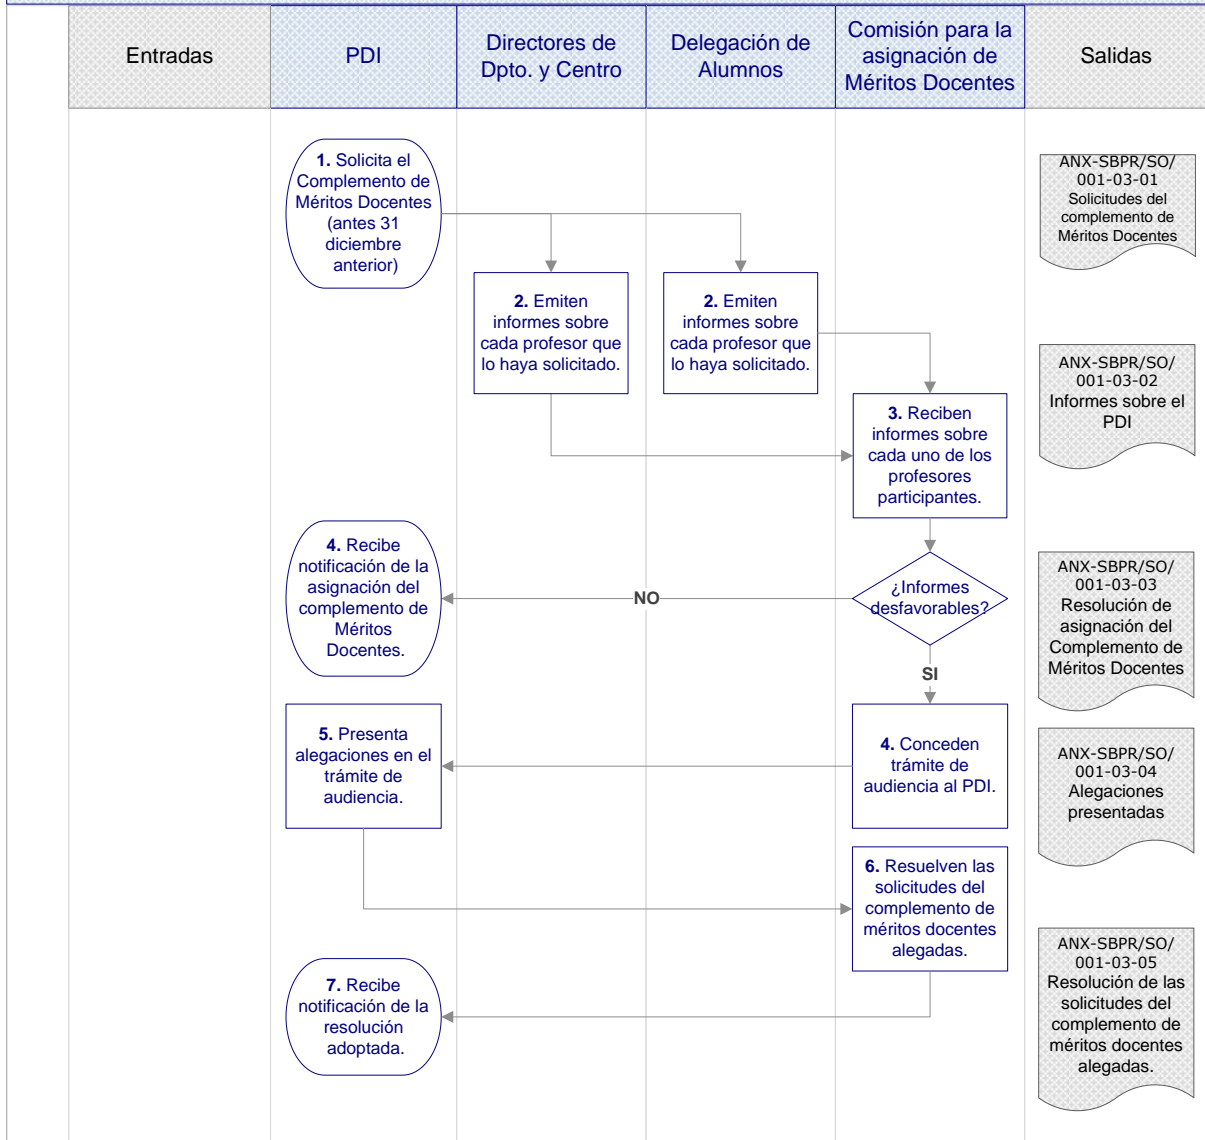 Entradas
PDI
Directores de
Dpto. y Centro
Delegación de
Alumnos
Comisión para la
asignación de
Méritos Docentes
Salidas
1. Solicita el
Complemento de
Méritos Docentes
(antes 31
diciembre
anterior)
ANX-SBPR/SO/
001-03-01
Solicitudes del
complemento de
Méritos Docentes
2. Emiten
informes sobre
cada profesor que
lo haya solicitado.
2. Emiten
informes sobre
cada profesor que
lo haya solicitado.
ANX-SBPR/SO/
001-03-02
Informes sobre el
PDI
3. Reciben
informes sobre
cada uno de los
profesores
participantes.
4. Recibe
notificación de la
asignación del
complemento de
Méritos
Docentes.
NO
¿Informes
desfavorables?
SI
ANX-SBPR/SO/
001-03-03
Resolución de
asignación del
Complemento de
Méritos Docentes
5. Presenta
alegaciones en el
trámite de
audiencia.
4. Conceden
trámite de
audiencia al PDI.
ANX-SBPR/SO/
001-03-04
Alegaciones
presentadas
6. Resuelven las
solicitudes del
complemento de
méritos docentes
alegadas.
7. Recibe
notificación de la
resolución
adoptada.
ANX-SBPR/SO/
001-03-05
Resolución de las
solicitudes del
complemento de
méritos docentes
alegadas.